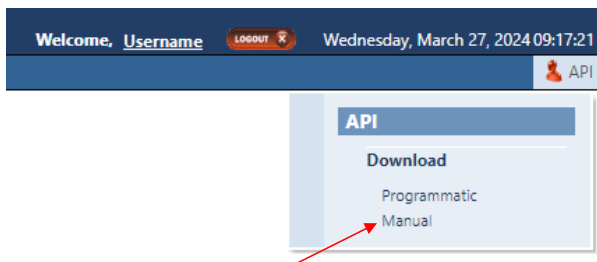 Welcome, Username LOGOUT X Wednesday, March 27, 2024 09:17:21
API
API
Download
Programmatic
Manual